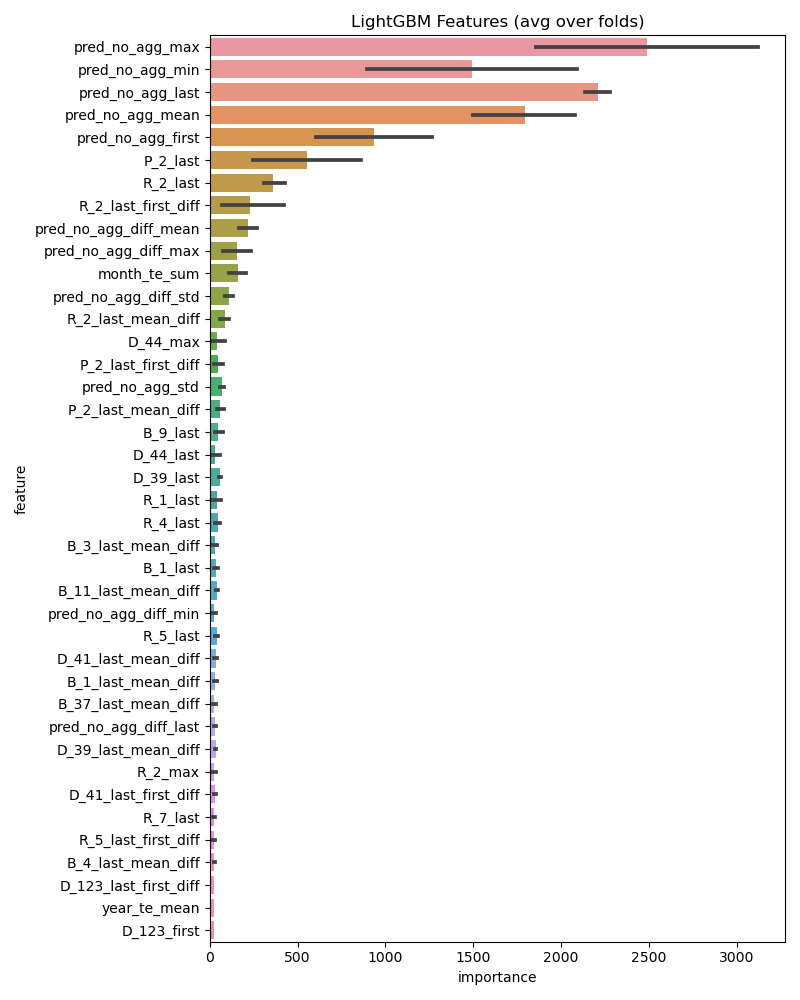 LightGBM Features (avg over folds)
pred_no_agg_max
pred_no_agg_min
pred_no_agg_last
pred_no_agg_mean
pred_no_agg_first
P_2_last
R_2_last
R_2_last_first_diff
pred_no_agg_diff_mean
pred_no_agg_diff_max
month_te_sum
pred_no_agg_diff_std
R_2_last_mean_diff
D_44_max
P_2_last_first_diff
pred_no_agg_std
P_2_last_mean_diff
B_9_last
D_44_last
D_39_last
R_1_last
R_4_last
B_3_last_mean_diff
B_1_last
B_11_last_mean_diff
pred_no_agg_diff_min
R_5_last
D_41_last_mean_diff
B_1_last_mean_diff
B_37_last_mean_diff
pred_no_agg_diff_last
D_39_last_mean_diff
R_2_max
D_41_last_first_diff
R_7_last
R_5_last_first_diff
B_4_last_mean_diff
D_123_last_first_diff
year_te_mean
D_123_first
feature
0 500 1000 1500 2000 2500 3000
importance